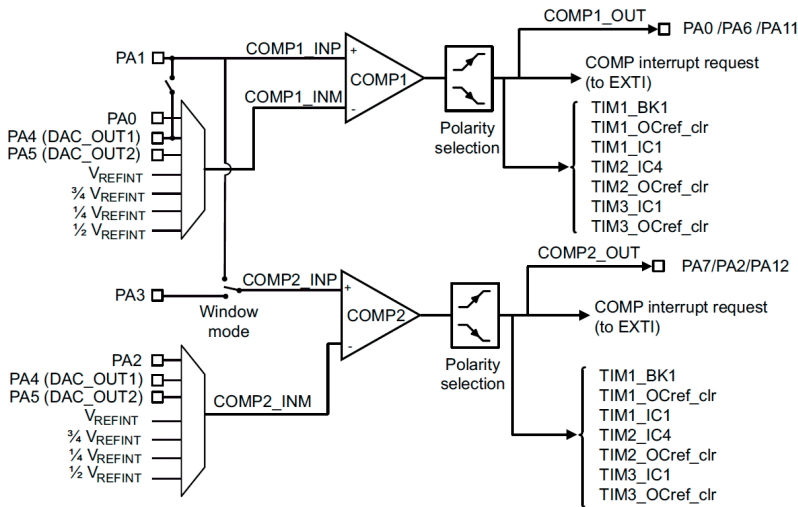 COMP1_OUT
PA0 /PA6 /PA11
PA1
COMP1_INP
+
COMP1
COMP interrupt request
(to EXTI)
COMP1_INM
-
PA0
PA4 (DAC_OUT1)
PA5 (DAC_OUT2)
VREFINT
¾ VREFINT
¼ VREFINT
½ VREFINT
Polarity
selection
TIM1_BK1
TIM1_OCref_clr
TIM1_IC1
TIM2_IC4
TIM2_OCref_clr
TIM3_IC1
TIM3_OCref_clr
COMP2_OUT
PA7/PA2/PA12
PA3
COMP2_INP
+
COMP2
COMP interrupt request
(to EXTI)
Window
mode
-
PA2
PA4 (DAC_OUT1)
PA5 (DAC_OUT2)
COMP2_INM
VREFINT
¾ VREFINT
¼ VREFINT
½ VREFINT
Polarity
selection
TIM1_BK1
TIM1_OCref_clr
TIM1_IC1
TIM2_IC4
TIM2_OCref_clr
TIM3_IC1
TIM3_OCref_clr